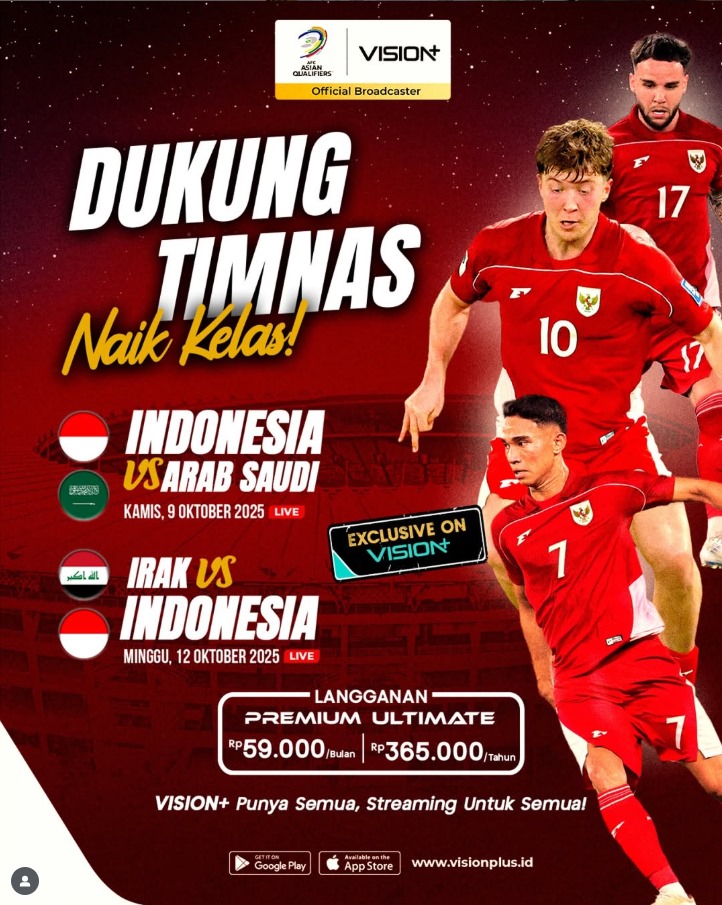 AFC
ASIAN
QUALIFIERS
VISION+
Official Broadcaster
DUKUNG
TIMNAS
Naik Kelas!
17
10
17
INDONESIA
VS ARAB SAUDI
KAMIS, 9 OKTOBER 2025 LIVE
EXCLUSIVE ON
VISION+
7
IRAK VS
INDONESIA
MINGGU, 12 OKTOBER 2025 LIVE
LANGGANAN
PREMIUM ULTIMATE
Rp59.000/Bulan | Rp365.000/Tahun
7
VISION+ Punya Semua, Streaming Untuk Semua!
GET IT ON
Google Play
Available on the
App Store
www.visionplus.id